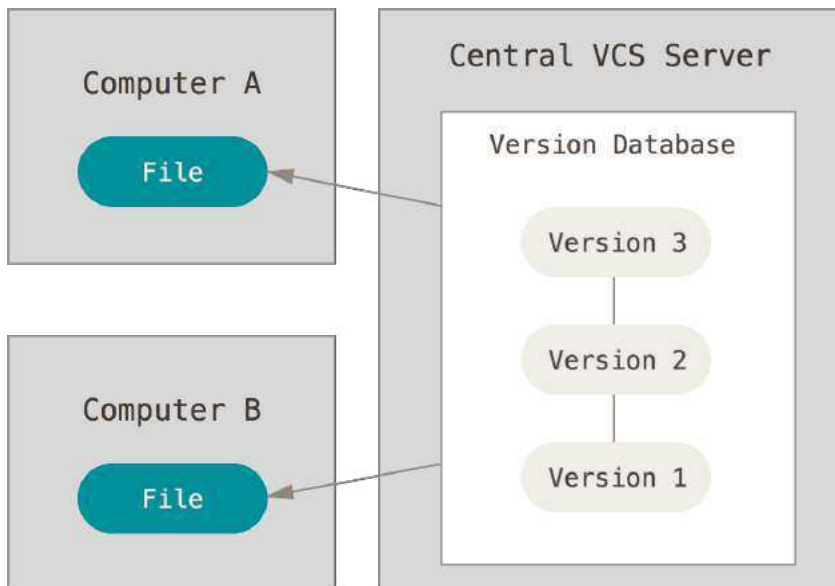 Computer A
File
Computer B
File
Central VCS Server
Version Database
Version 3
Version 2
Version 1